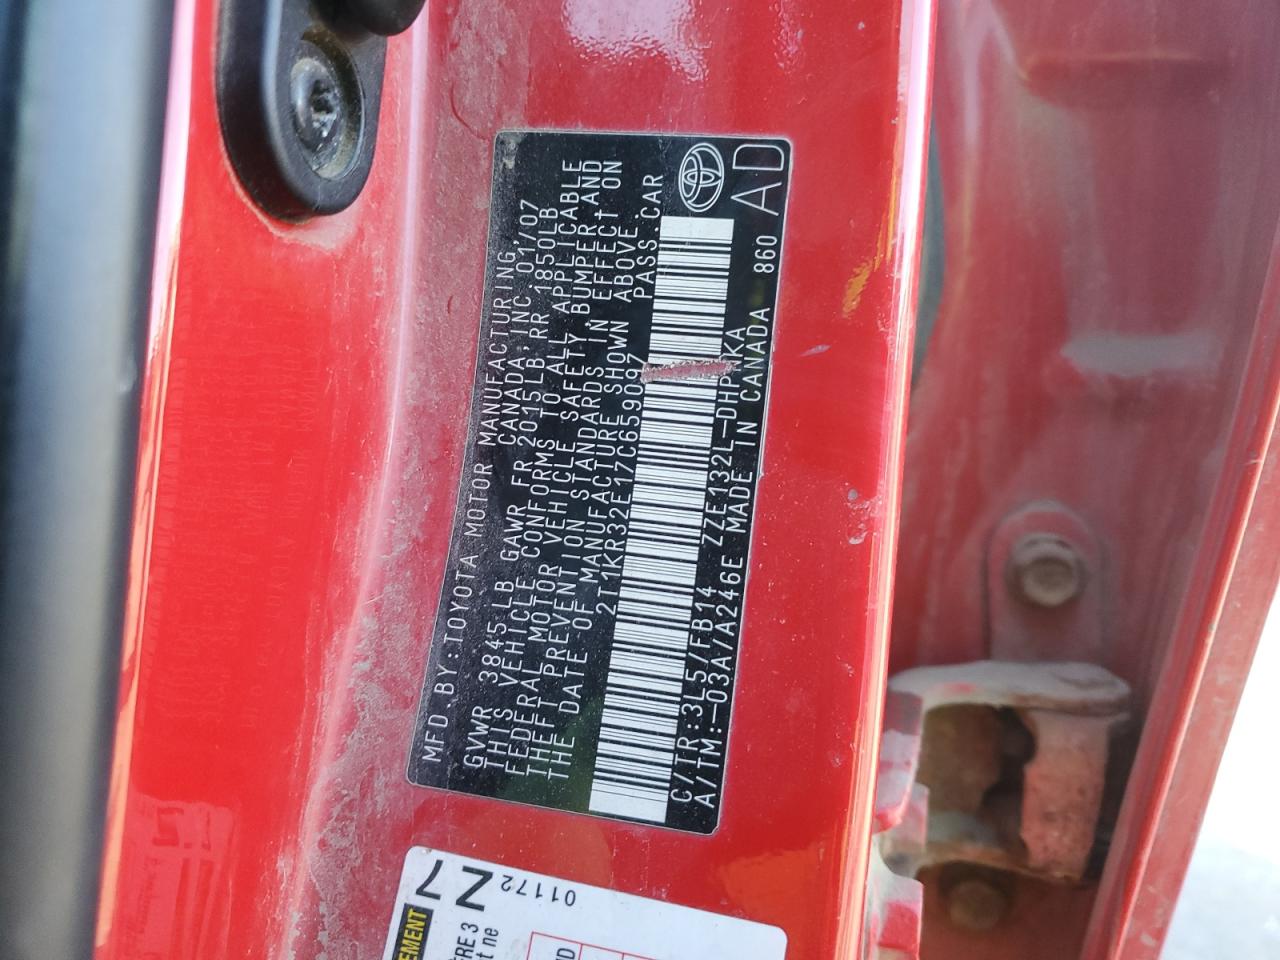 MFD.BY:TOYOTA MOTOR MANUFACTURING,
CANADA,INC 01/07
GVWR 3845LB GAWR FR 2015LB,RR 1850LB
THIS VEHICLE CONFORMS TO ALL APPLICABLE
FEDERAL MOTOR VEHICLE SAFETY,BUMPER,AND
THEFT PREVENTION STANDARDS IN EFFECT ON
THE DATE OF MANUFACTURE SHOWN ABOVE.
2T1KR32E17C659097 PASS.CAR
C/TR:3L5/FB14 ZZE132L-
A/TM:-03A/A246E MADE IN CANADA 860
AD
01172